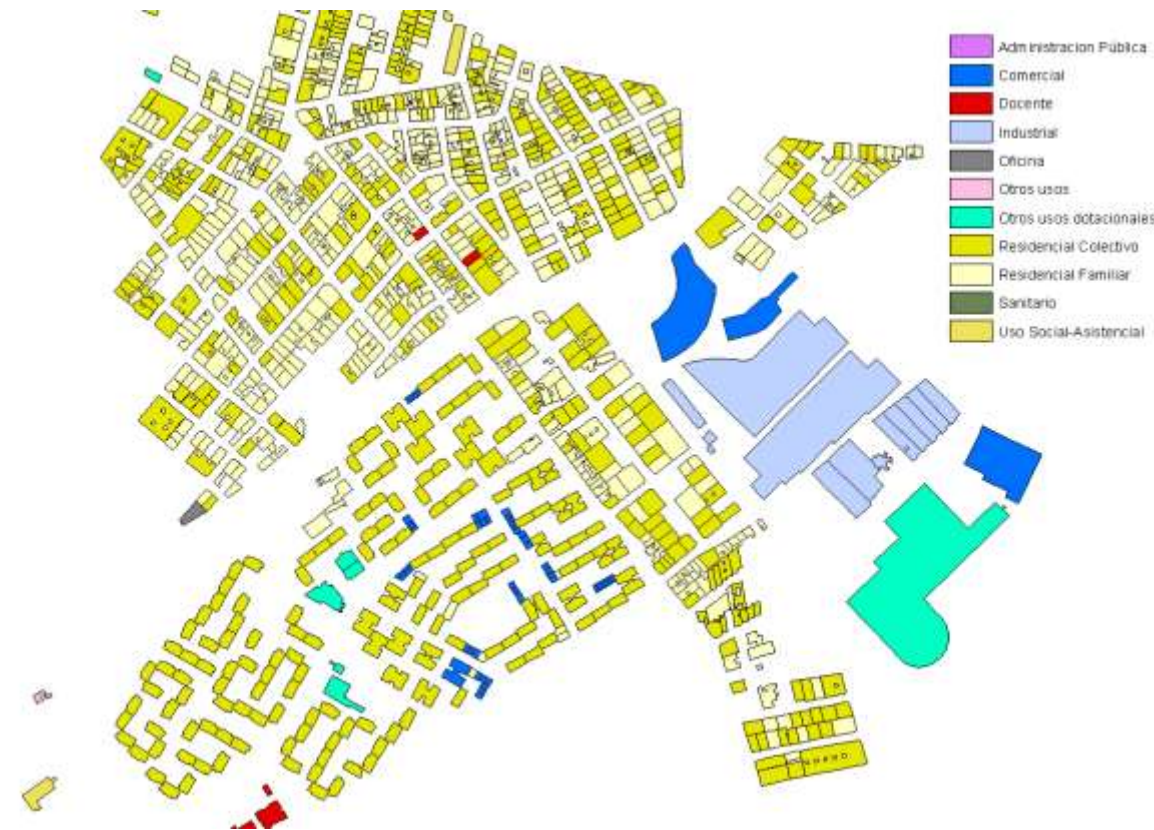 Administracion Pública
Comercial
Docente
Industrial
Oficina
Otros usos
Otros usos dotacionales
Residencial Colectivo
Residencial Familiar
Sanitario
Uso Social-Asistencial